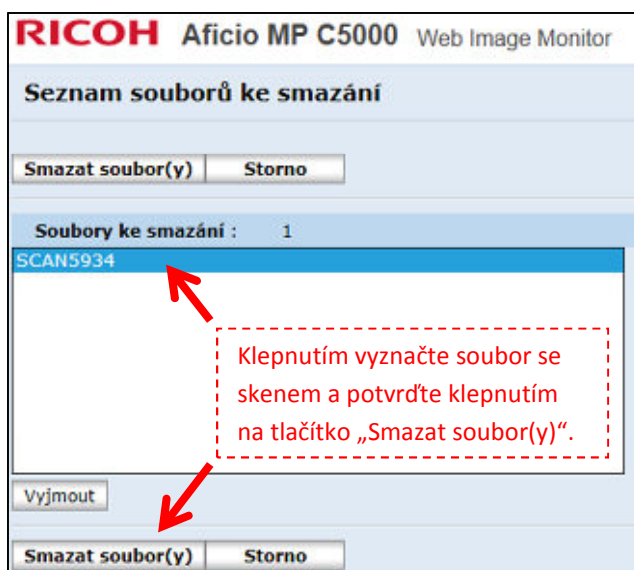 RICOH Aficio MP C5000 Web Image Monitor
Seznam souborů ke smazání
Smazat soubor(y) Storno
Soubory ke smazání : 1
SCAN5934
Klepnutím vyznačte soubor se
skenem a potvrďte klepnutím
na tlačítko „Smazat soubor(y)“.
Vyjmout
Smazat soubor(y) Storno